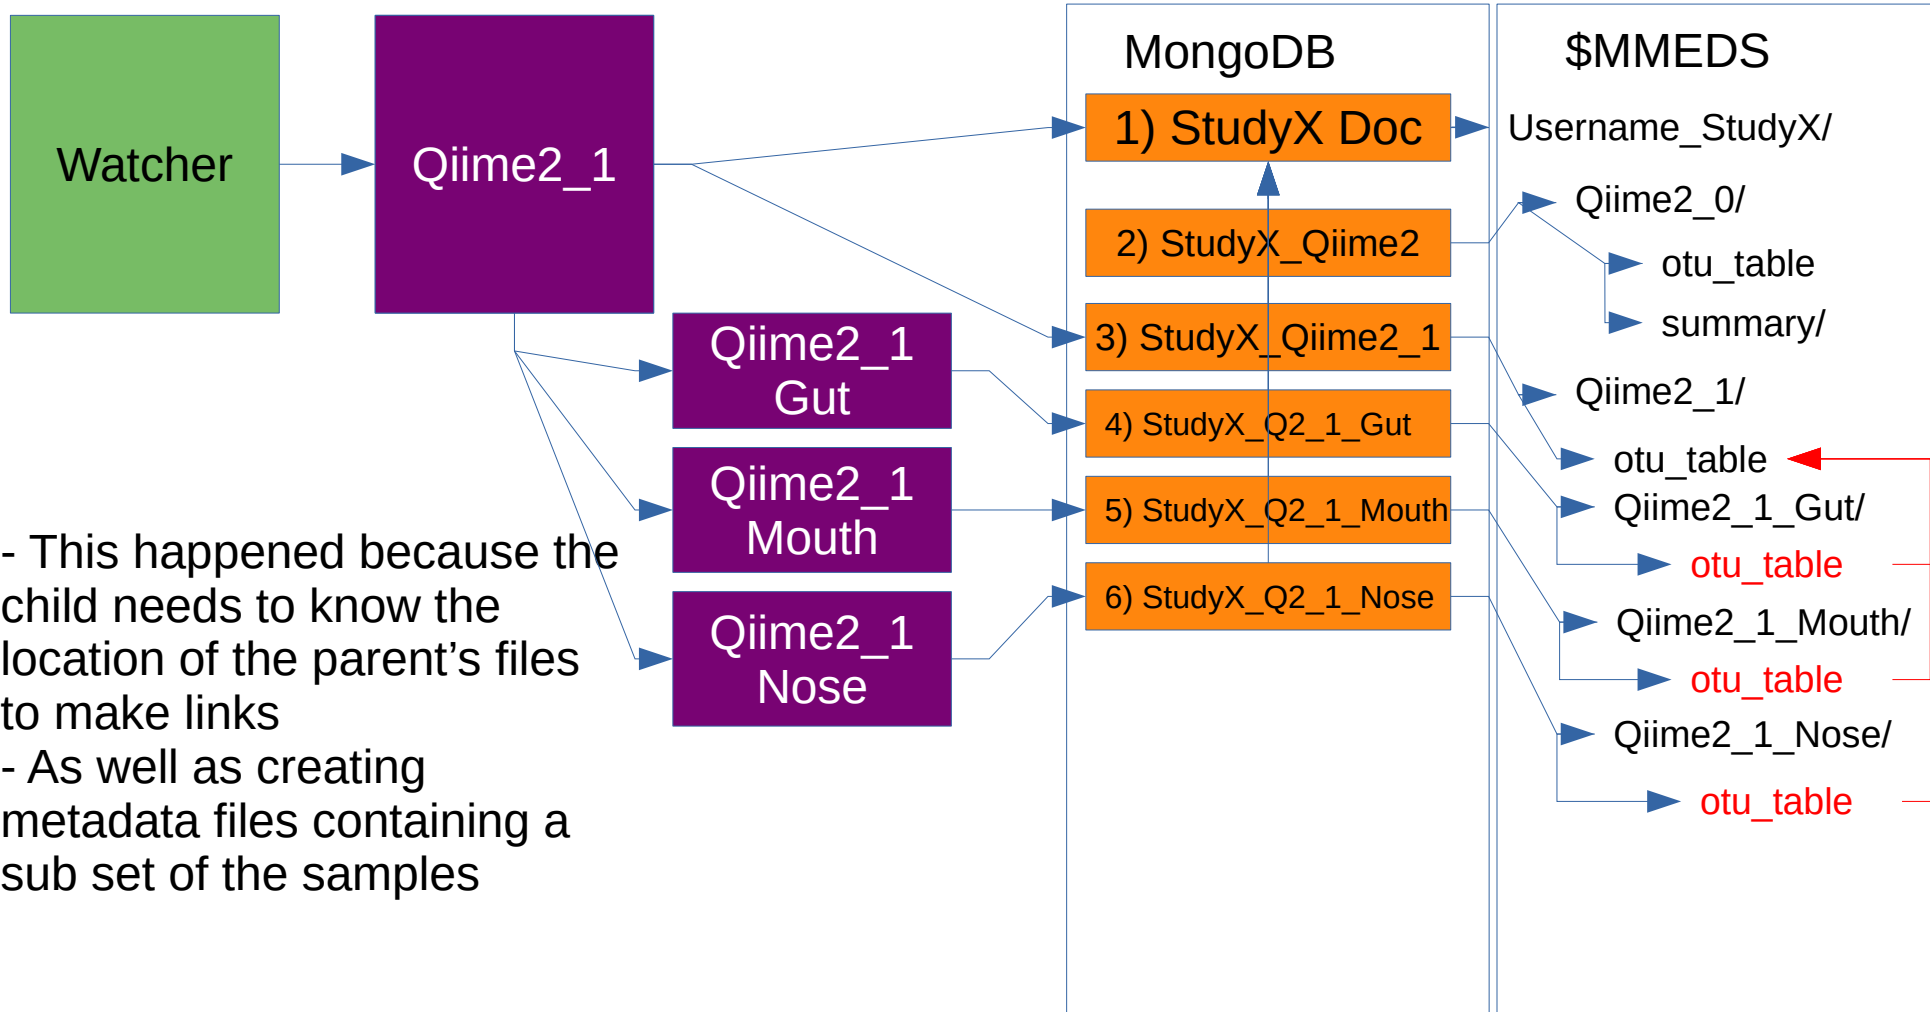 Watcher
Qiime2_1
Qiime2_1
Gut
Qiime2_1
Mouth
Qiime2_1
Nose
- This happened because the
child needs to know the
location of the parent’s files
to make links
- As well as creating
metadata files containing a
sub set of the samples
MongoDB
1) StudyX Doc
2) StudyX_Qiime2
3) StudyX_Qiime2_1
4) StudyX_Q2_1_Gut
5) StudyX_Q2_1_Mouth
6) StudyX_Q2_1_Nose
$MMEDS
Username_StudyX/
Qiime2_0/
otu_table
summary/
Qiime2_1/
otu_table
Qiime2_1_Gut/
otu_table
Qiime2_1_Mouth/
otu_table
Qiime2_1_Nose/
otu_table